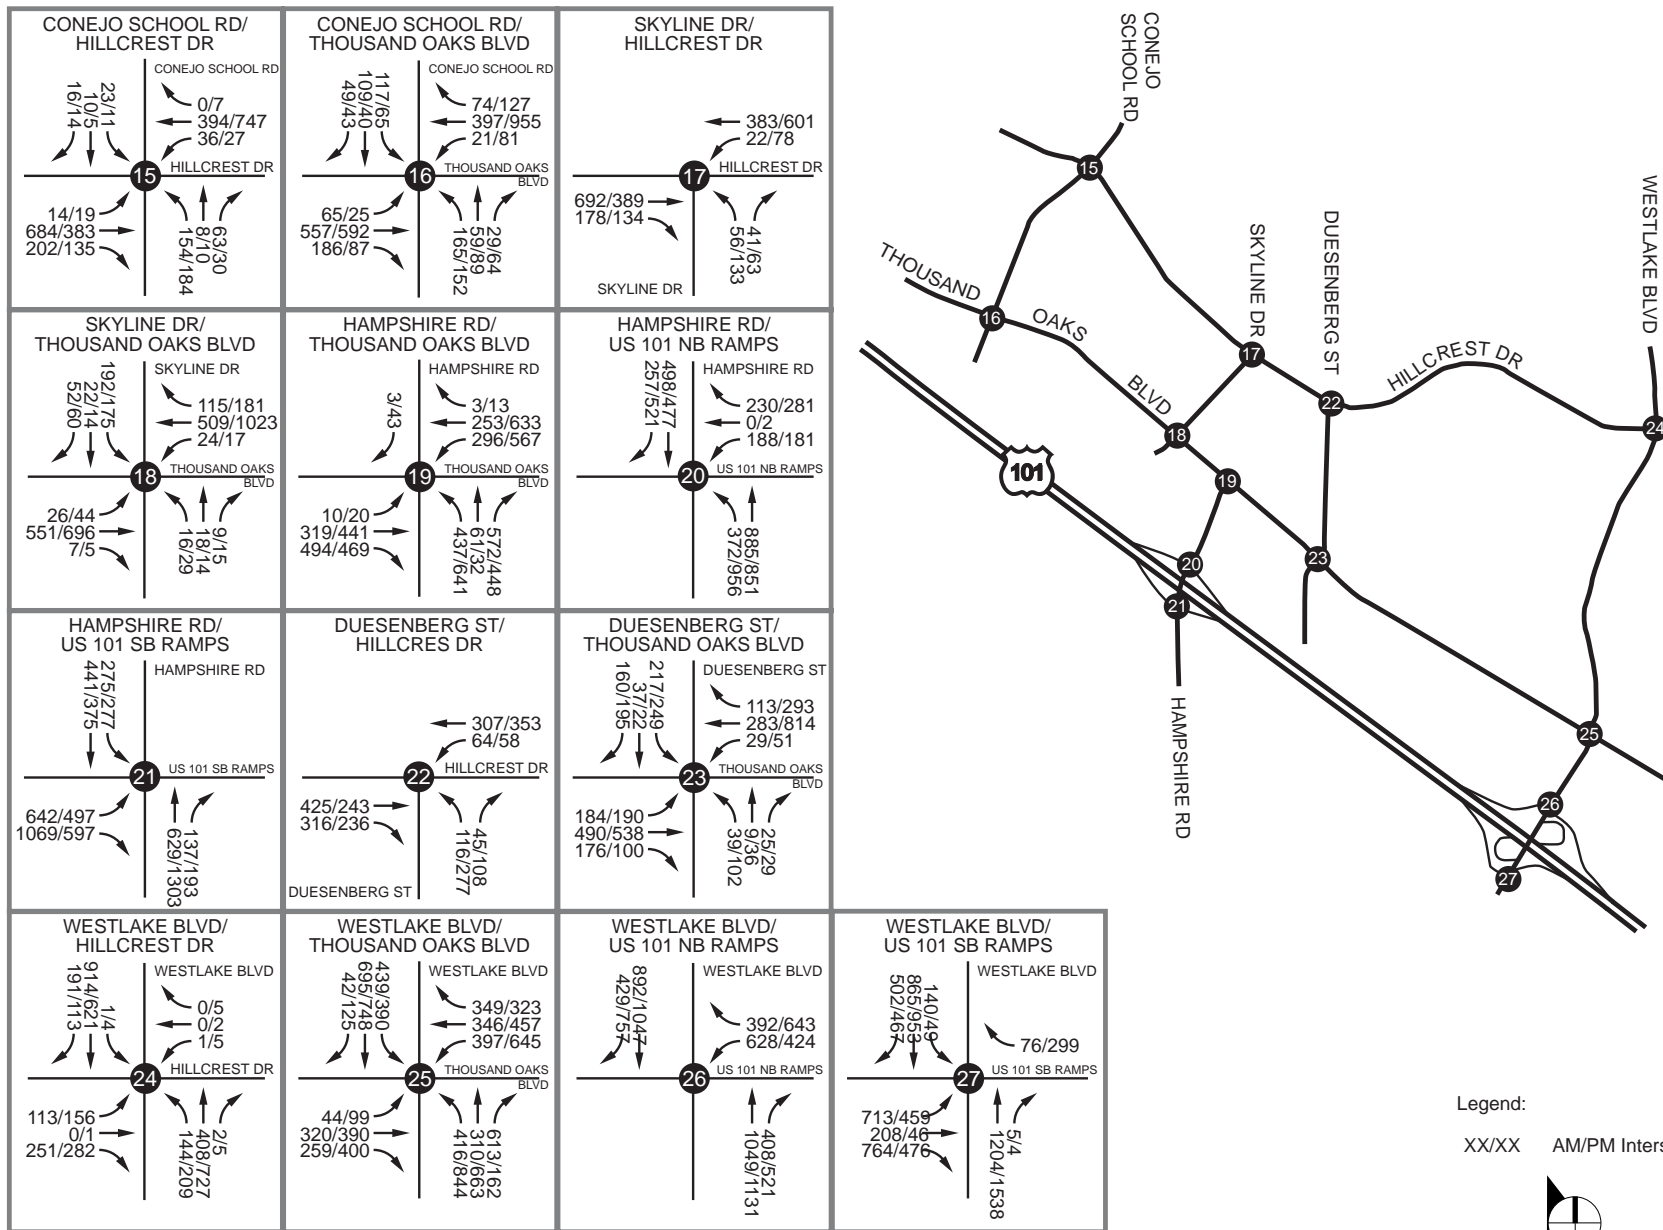 CONEJO SCHOOL RD/
HILLCREST DR
CONEJO SCHOOL RD
23/11
10/5
16/14
0/7
394/747
36/27
15
HILLCREST DR
14/19
684/383
202/135
154/184
8/10
63/30
CONEJO SCHOOL RD/
THOUSAND OAKS BLVD
CONEJO SCHOOL RD
117/65
109/40
49/43
74/127
397/955
21/81
16
THOUSAND OAKS
BLVD
65/25
557/592
186/87
165/152
59/89
29/64
SKYLINE DR/
HILLCREST DR
383/601
22/78
17
HILLCREST DR
692/389
178/134
56/133
41/63
SKYLINE DR
SKYLINE DR/
THOUSAND OAKS BLVD
SKYLINE DR
192/175
22/14
52/60
115/181
509/1023
24/17
18
THOUSAND OAKS
BLVD
26/44
551/696
7/5
16/29
18/14
9/15
HAMPSHIRE RD/
THOUSAND OAKS BLVD
HAMPSHIRE RD
3/43
3/13
253/633
296/567
19
THOUSAND OAKS
BLVD
10/20
319/441
494/469
437/641
61/32
572/448
HAMPSHIRE RD/
US 101 NB RAMPS
HAMPSHIRE RD
498/477
257/521
230/281
0/2
188/181
20
US 101 NB RAMPS
372/956
885/851
HAMPSHIRE RD/
US 101 SB RAMPS
HAMPSHIRE RD
275/277
441/375
21
US 101 SB RAMPS
642/497
1069/597
629/1303
137/193
DUESENBERG ST/
HILLCRES DR
307/353
64/58
22
HILLCREST DR
425/243
316/236
116/277
45/108
DUESENBERG ST
DUESENBERG ST/
THOUSAND OAKS BLVD
DUESENBERG ST
217/249
37/22
160/195
113/293
283/814
29/51
23
THOUSAND OAKS
BLVD
184/190
490/538
176/100
39/102
9/36
25/29
WESTLAKE BLVD/
HILLCREST DR
WESTLAKE BLVD
1/4
914/621
191/113
0/5
0/2
1/5
24
HILLCREST DR
113/156
0/1
251/282
144/209
408/727
2/5
WESTLAKE BLVD/
THOUSAND OAKS BLVD
WESTLAKE BLVD
439/390
695/748
42/125
349/323
346/457
397/645
25
THOUSAND OAKS
BLVD
44/99
320/390
259/400
416/844
310/663
613/162
WESTLAKE BLVD/
US 101 NB RAMPS
WESTLAKE BLVD
892/1047
429/757
392/643
628/424
26
US 101 NB RAMPS
1049/1131
408/521
WESTLAKE BLVD/
US 101 SB RAMPS
WESTLAKE BLVD
140/49
865/953
502/467
76/299
27
US 101 SB RAMPS
713/459
208/46
764/476
1204/1538
5/4
CONEJO
SCHOOL RD
15
THOUSAND
16
OAKS
BLVD
SKYLINE DR
17
DUESENBERG ST
22
HILLCREST DR
WESTLAKE BLVD
24
18
19
101
20
21
23
HAMPSHIRE RD
25
26
27
Legend:
XX/XX AM/PM Inters